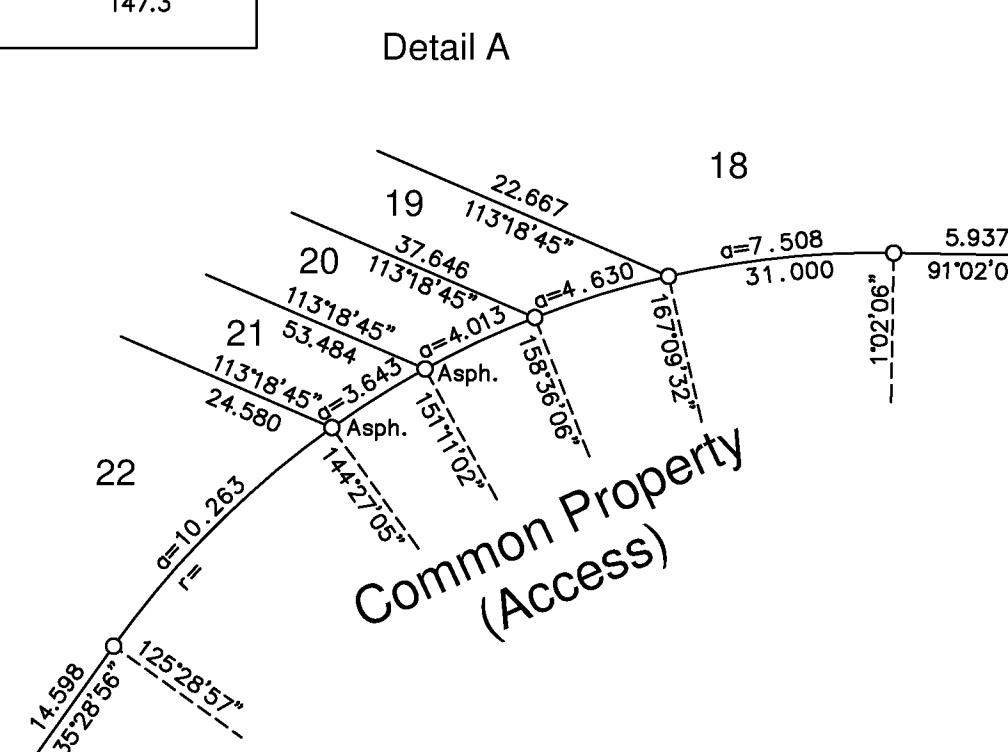 147.3
Detail A
18
22.667
113°18'45"
19
37.646
113°18'45"
20
113°18'45"
53.484
21
113°18'45"
24.580
22
a=7.508
31.000
5.937
91°02'0
a=4.630
a=4.013
a=3.643
a=10.263
r=
Asph.
Asph.
1°02'06"
167°09'32"
158°36'06"
151°11'02"
144°27'05"
125°28'57"
Common Property
(Access)
14.598
35°28'56"